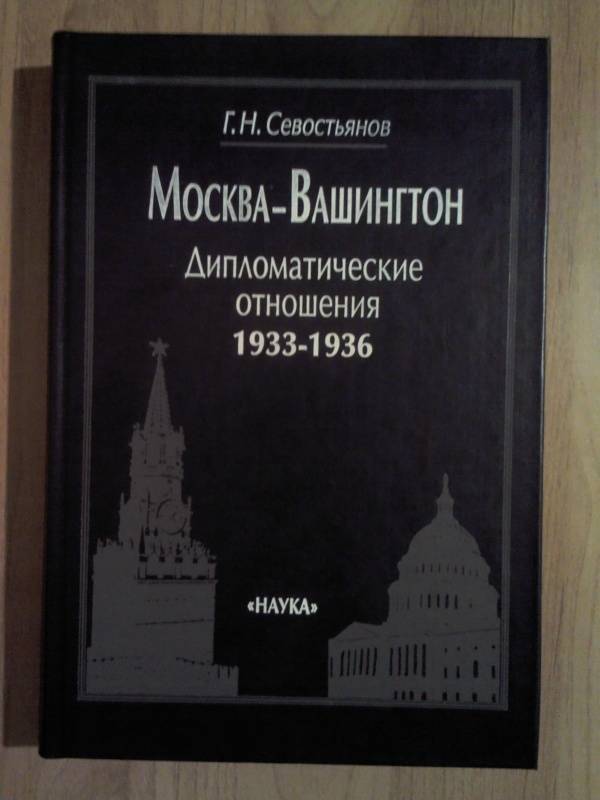 Г. Н. Севостьянов
Москва-Вашингтон
Дипломатические
отношения
1933-1936
«НАУКА»